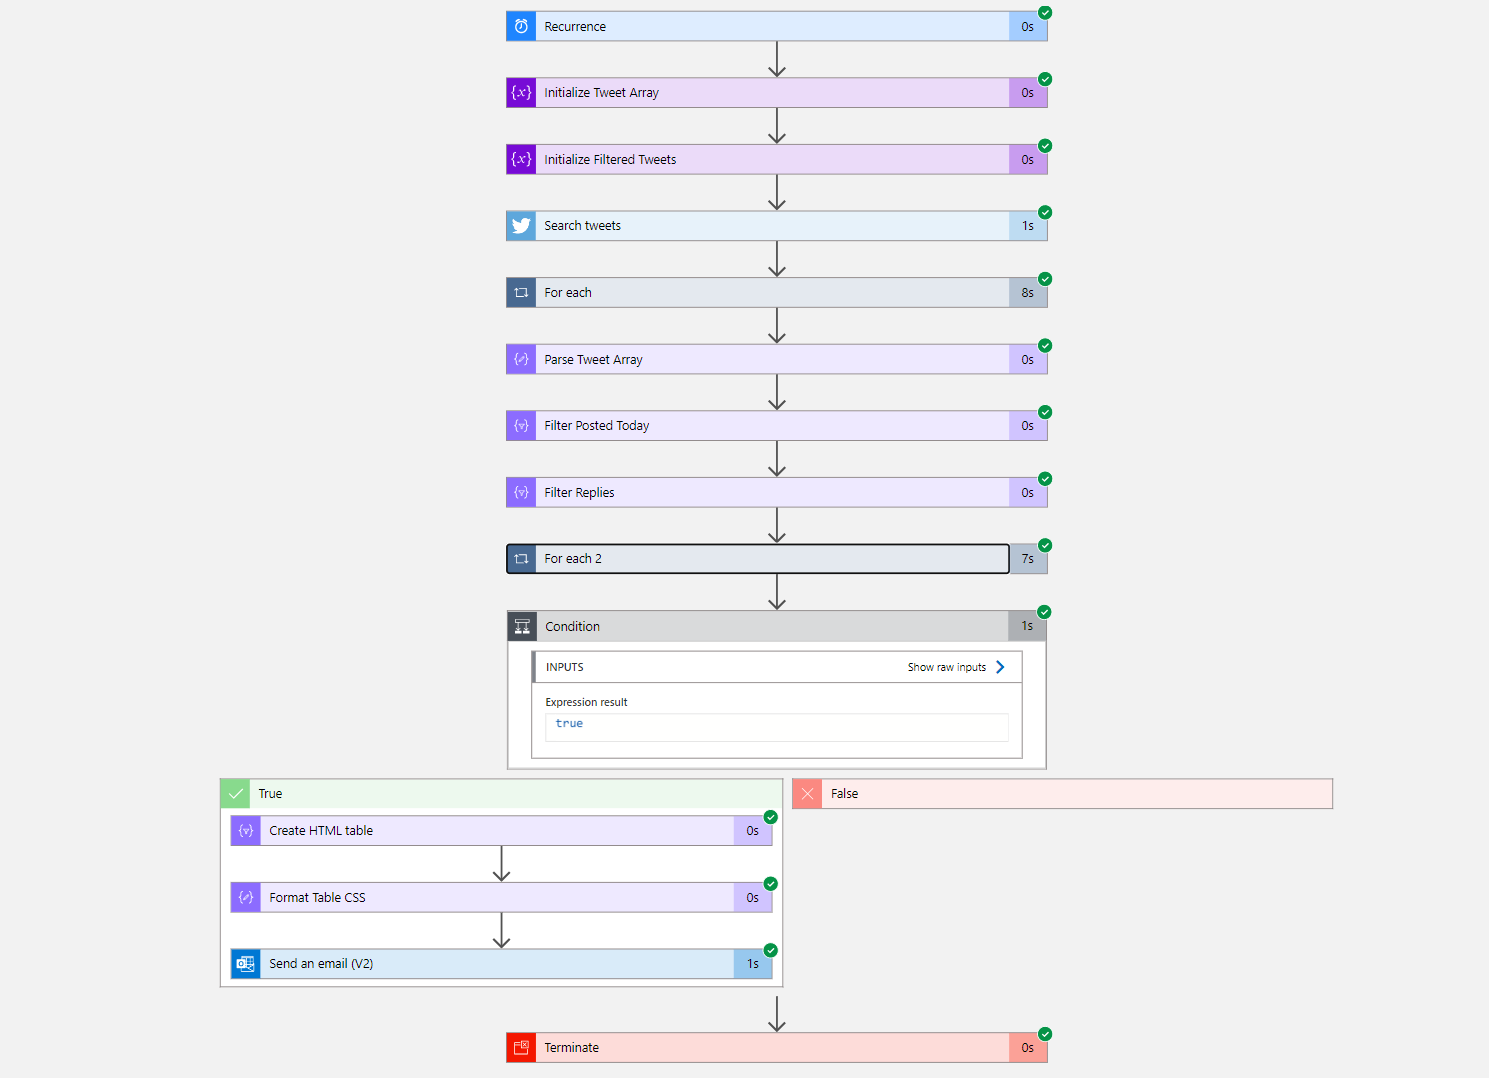 Recurrence 0s
{x} Initialize Tweet Array 0s
{x} Initialize Filtered Tweets 0s
Search tweets 1s
For each 8s
Parse Tweet Array 0s
Filter Posted Today 0s
Filter Replies 0s
For each 2 7s
Condition 1s
INPUTS Show raw inputs
Expression result
true
True
False
Create HTML table 0s
Format Table CSS 0s
Send an email (V2) 1s
Terminate 0s